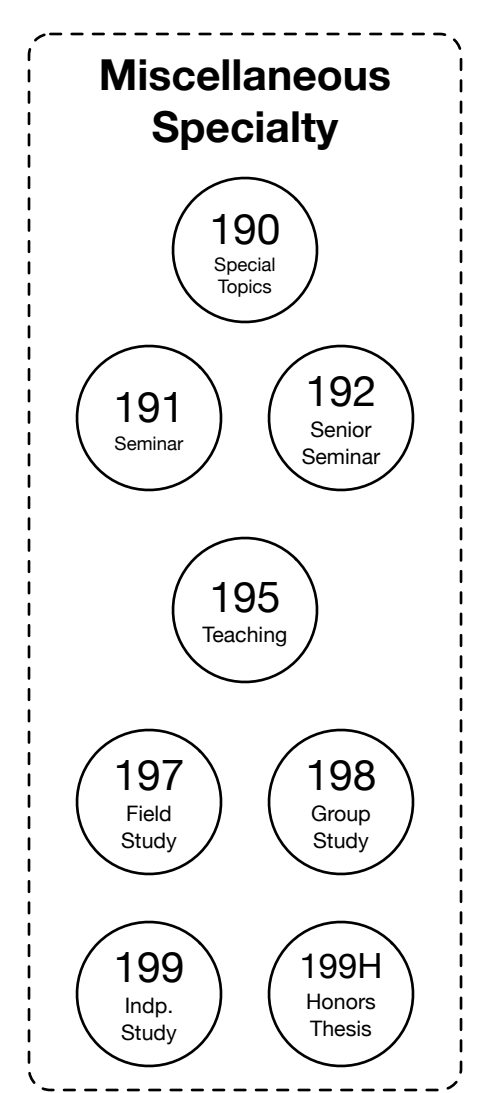 Miscellaneous
Specialty
190
Special
Topics
191
Seminar
192
Senior
Seminar
195
Teaching
197
Field
Study
198
Group
Study
199
Indp.
Study
199H
Honors
Thesis